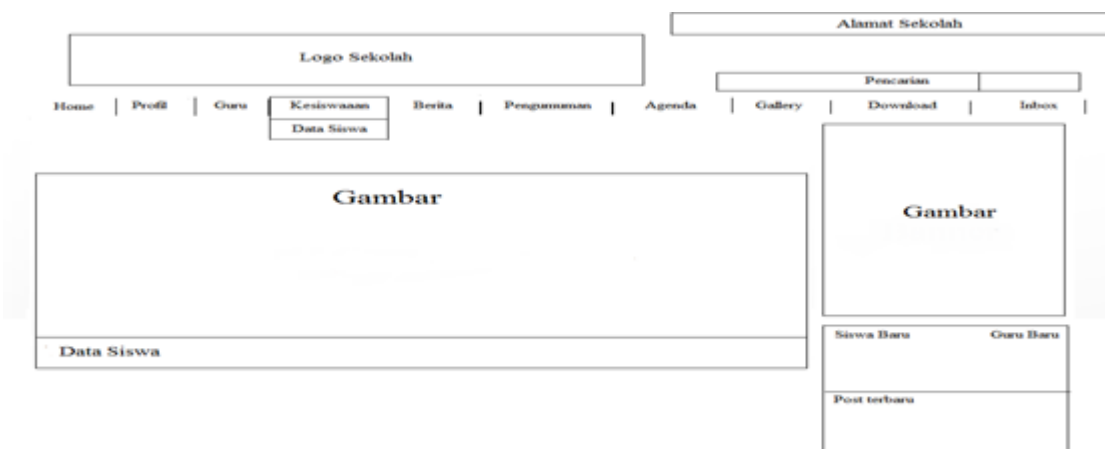 Alamat Sekolah
Logo Sekolah
Pencarian
Home Profil Guru Kesiswaaan Berita Pengumuman Agenda Gallery Download Inbox
Data Siswa
Gambar
Gambar
Data Siswa
Siswa Baru Guru Baru
Post terbaru